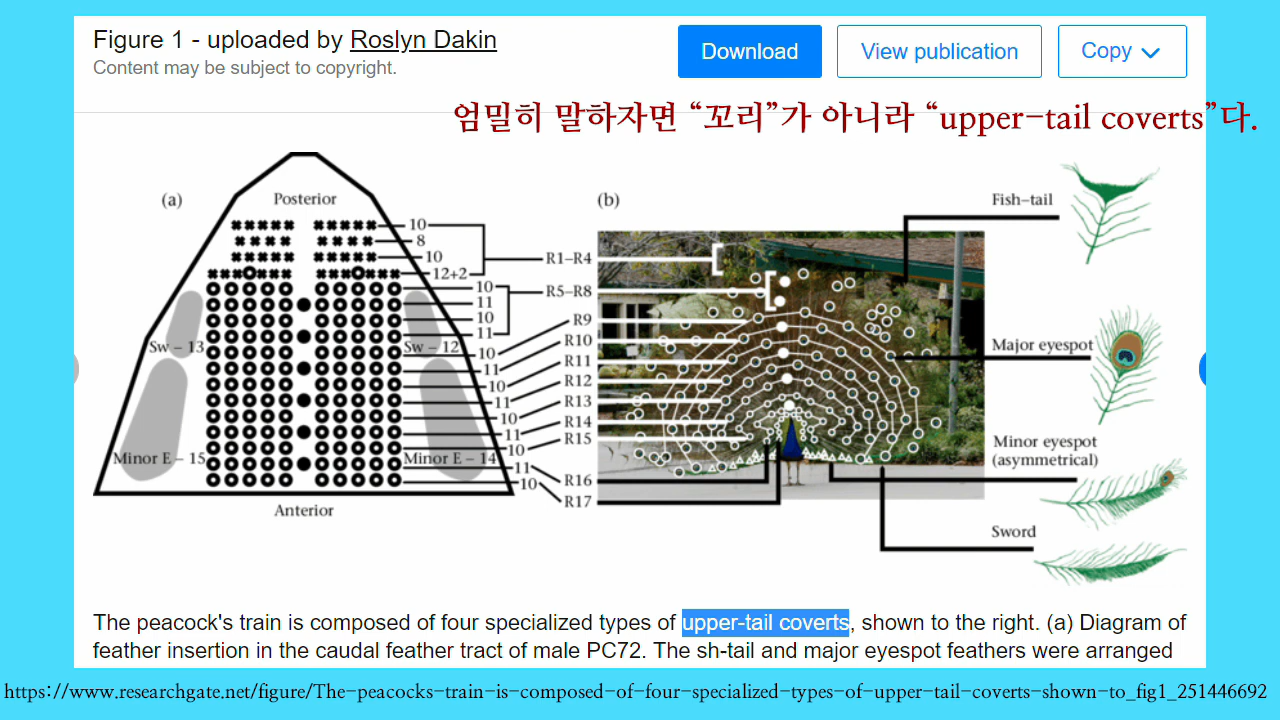 Figure 1 - uploaded by Roslyn Dakin
Content may be subject to copyright.
Download
View publication
Copy
엄밀히 말하자면 “꼬리”가 아니라 “upper-tail coverts”다.
(a)
Posterior
10
8
10
12+2
10
11
10
11
10
11
10
11
10
11
10
11
10
Sw – 13
Sw – 12
Minor E – 15
Minor E – 14
Anterior
R1–R4
R5–R8
R9
R10
R11
R12
R13
R14
R15
R16
R17
(b)
Fish-tail
Major eyespot
Minor eyespot
(asymmetrical)
Sword
The peacock's train is composed of four specialized types of upper-tail coverts, shown to the right. (a) Diagram of
feather insertion in the caudal feather tract of male PC72. The sh-tail and major eyespot feathers were arranged
https://www.researchgate.net/figure/The-peacocks-train-is-composed-of-four-specialized-types-of-upper-tail-coverts-shown-to_fig1_251446692